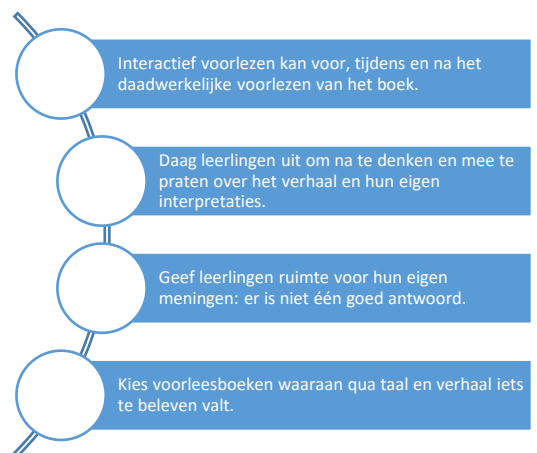 Interactief voorlezen kan voor, tijdens en na het
daadwerkelijke voorlezen van het boek.
Daag leerlingen uit om na te denken en mee te
praten over het verhaal en hun eigen
interpretaties.
Geef leerlingen ruimte voor hun eigen
meningen: er is niet één goed antwoord.
Kies voorleesboeken waaraan qua taal en verhaal iets
te beleven valt.